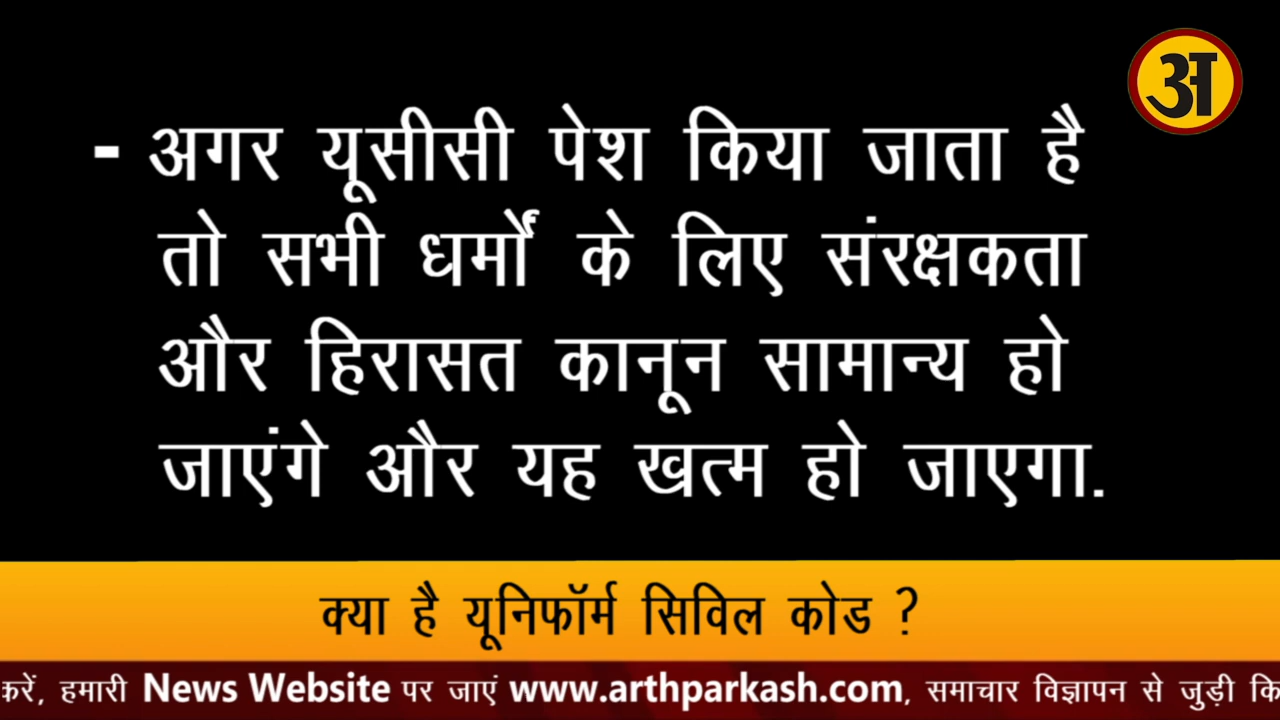 अ
- अगर यूसीसी पेश किया जाता है
तो सभी धर्मों के लिए संरक्षकता
और हिरासत कानून सामान्य हो
जाएंगे और यह खत्म हो जाएगा.
क्या है यूनिफॉर्म सिविल कोड ?
करें, हमारी News Website पर जाएं www.arthparkash.com, समाचार विज्ञापन से जुड़ी कि